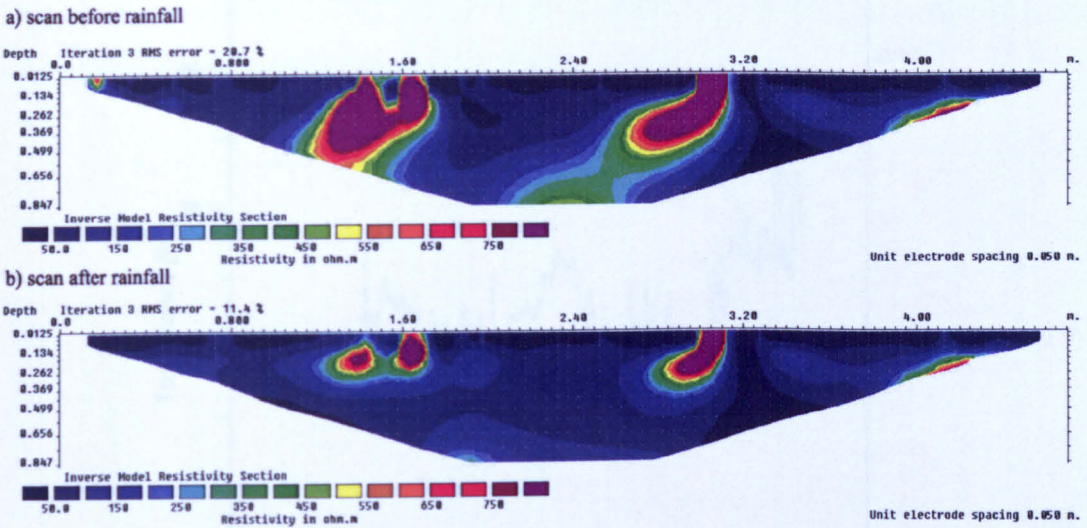 a) scan before rainfall
Depth Iteration 3 RMS error = 20.7 %
0.0 0.800 1.60 2.40 3.20 4.00 m.
0.0125
0.134
0.262
0.369
0.499
0.656
0.847
Inverse Model Resistivity Section
50.0 150 250 350 450 550 650 750
Resistivity in ohm.m
Unit electrode spacing 0.050 m.
b) scan after rainfall
Depth Iteration 3 RMS error = 11.4 %
0.0 0.800 1.60 2.40 3.20 4.00 m.
0.0125
0.134
0.262
0.369
0.499
0.656
0.847
Inverse Model Resistivity Section
50.0 150 250 350 450 550 650 750
Resistivity in ohm.m
Unit electrode spacing 0.050 m.